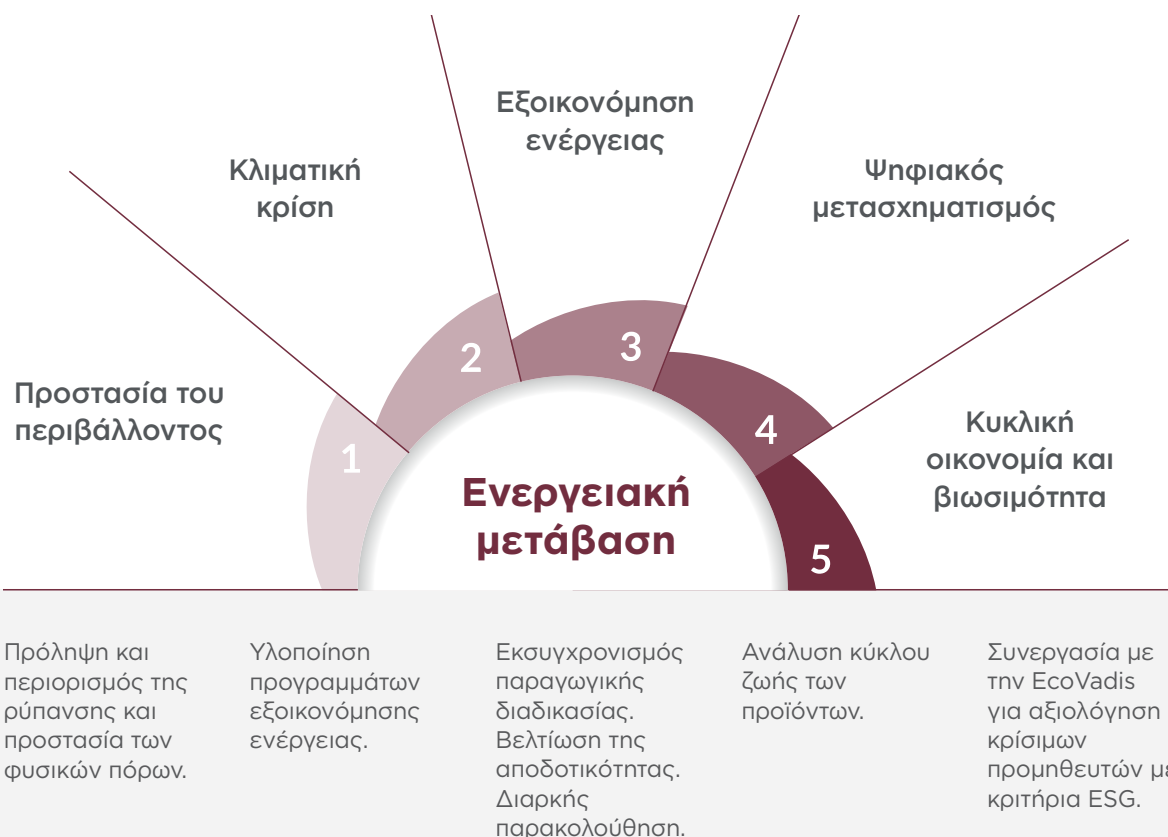 Προστασία του
περιβάλλοντος
1
Κλιματική
κρίση
2
Εξοικονόμηση
ενέργειας
3
Ψηφιακός
μετασχηματισμός
4
Κυκλική
οικονομία και
βιωσιμότητα
5
Ενεργειακή
μετάβαση
Πρόληψη και
περιορισμός της
ρύπανσης και
προστασία των
φυσικών πόρων.
Υλοποίηση
προγραμμάτων
εξοικονόμησης
ενέργειας.
Εκσυγχρονισμός
παραγωγικής
διαδικασίας.
Βελτίωση της
αποδοτικότητας.
Διαρκής
παρακολούθηση.
Ανάλυση κύκλου
ζωής των
προϊόντων.
Συνεργασία με
την EcoVadis
για αξιολόγηση
κρίσιμων
προμηθευτών με
κριτήρια ESG.